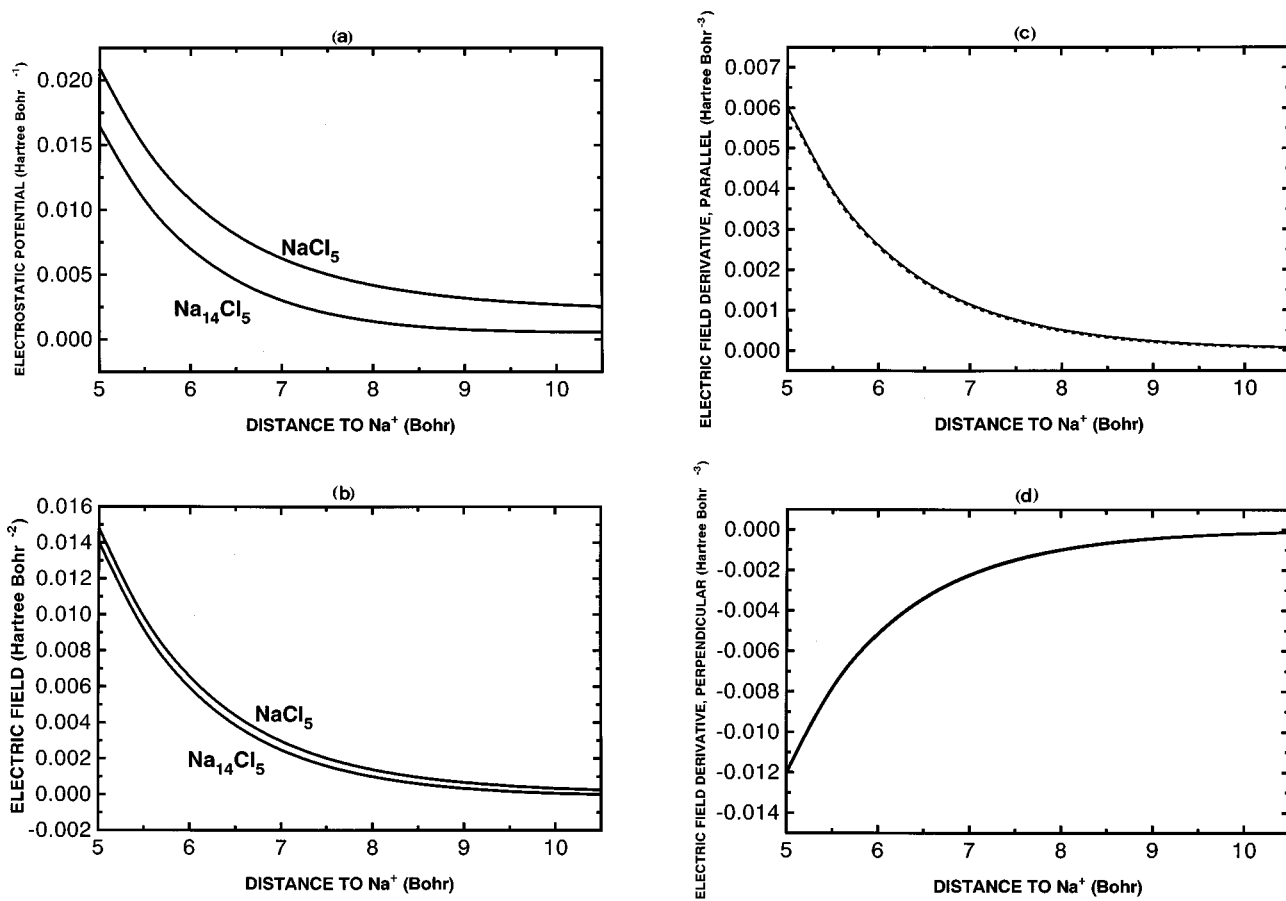 (a)
ELECTROSTATIC POTENTIAL (Hartree Bohr ⁻¹)
0.020
0.015
0.010
0.005
0.000
NaCl₅
Na₁₄Cl₅
5 6 7 8 9 10
DISTANCE TO Na⁺ (Bohr)
(b)
ELECTRIC FIELD (Hartree Bohr ⁻²)
0.016
0.014
0.012
0.010
0.008
0.006
0.004
0.002
0.000
-0.002
NaCl₅
Na₁₄Cl₅
5 6 7 8 9 10
DISTANCE TO Na⁺ (Bohr)
(c)
ELECTRIC FIELD DERIVATIVE, PARALLEL (Hartree Bohr⁻³)
0.007
0.006
0.005
0.004
0.003
0.002
0.001
0.000
5 6 7 8 9 10
DISTANCE TO Na⁺ (Bohr)
(d)
ELECTRIC FIELD DERIVATIVE, PERPENDICULAR (Hartree Bohr ⁻³)
0.000
-0.002
-0.004
-0.006
-0.008
-0.010
-0.012
-0.014
5 6 7 8 9 10
DISTANCE TO Na⁺ (Bohr)